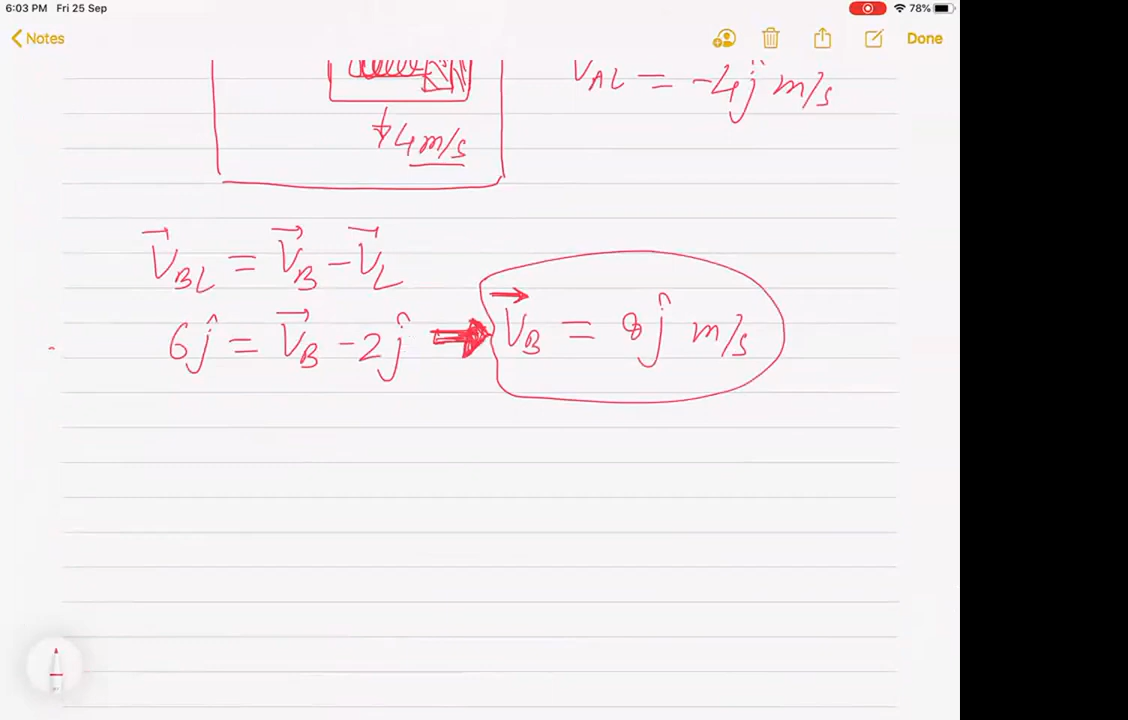 6:03 PM Fri 25 Sep 78%
Notes Done
V_AL = -4ĵ m/s
4 m/s
V⃗_BL = V⃗_B - V⃗_L
6ĵ = V⃗_B - 2ĵ ⇒ V⃗_B = 8ĵ m/s